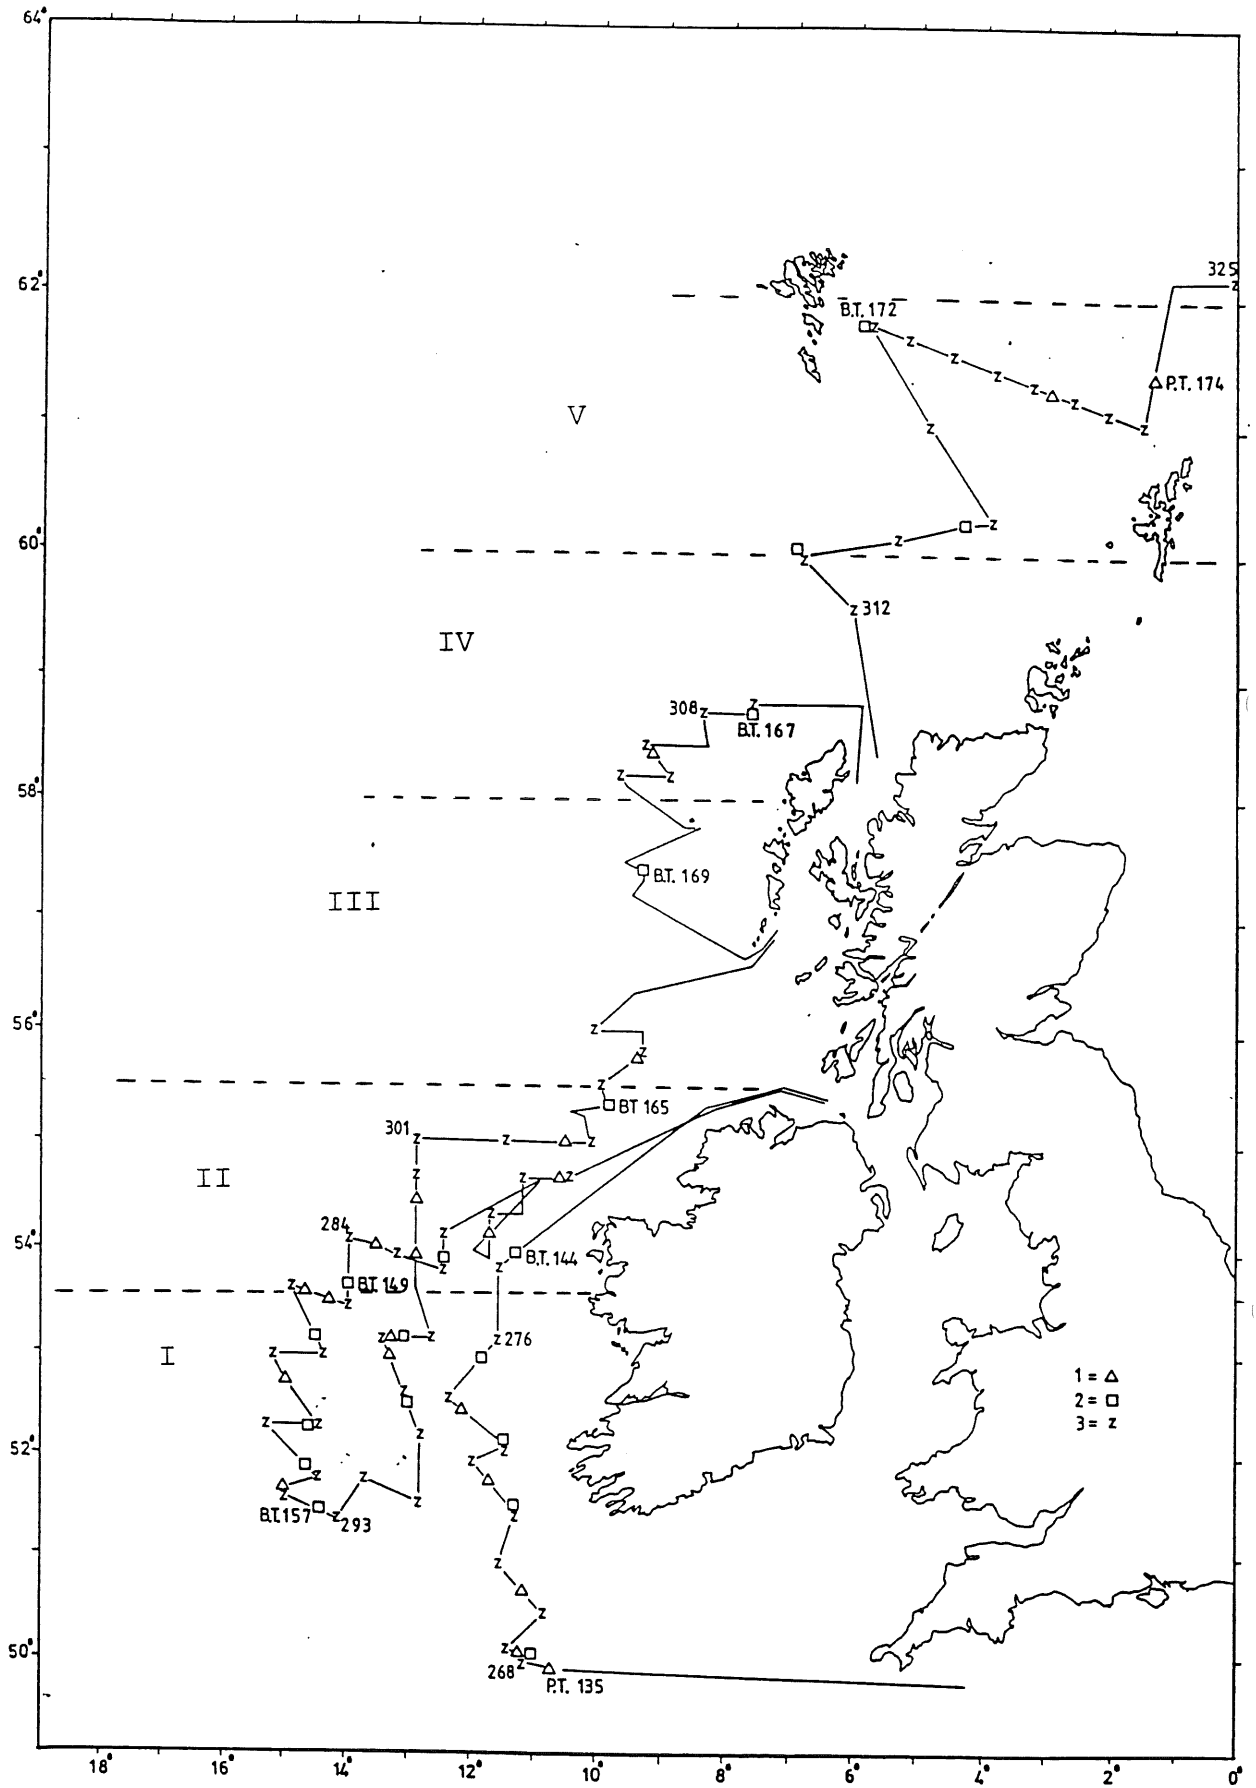 64°
62°
325
z
B.T. 172
z z z z z z z z
P.T. 174
V
z
60°
z z
z
z 312
IV
308 z z
B.T. 167
z
z z
58°
B.T. 169
III
56°
z
z
z
BT 165
301 z z z
z
II
z z
z
284
z
54°
z
z
z
B.T. 144
z
BT. 149
z
z
z z z 276
z z
I
z
z
1 = △
2 = □
3 = z
z z
z
52°
z
z
z
z
z
z
B.T. 157
z
293
z
z
z
z
50°
z
268 z
P.T. 135
18° 16° 14° 12° 10° 8° 6° 4° 2° 0°